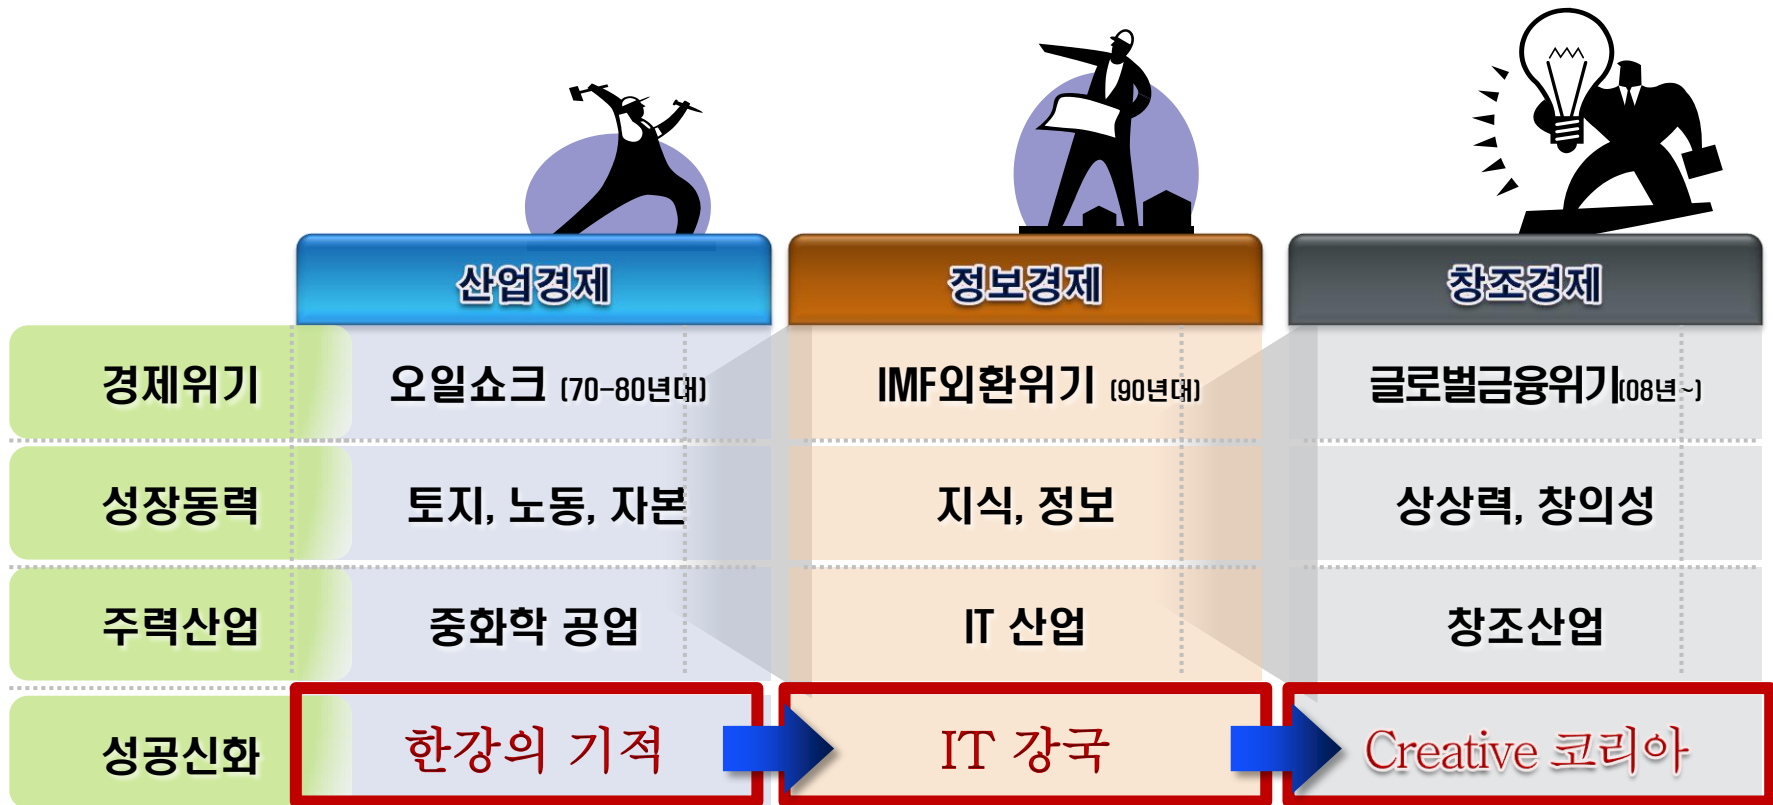 산업경제 정보경제 창조경제
경제위기 오일쇼크 (70-80년대) IMF외환위기 (90년대) 글로벌금융위기(08년~)
성장동력 토지, 노동, 자본 지식, 정보 상상력, 창의성
주력산업 중화학 공업 IT 산업 창조산업
성공신화 한강의 기적 IT 강국 Creative 코리아